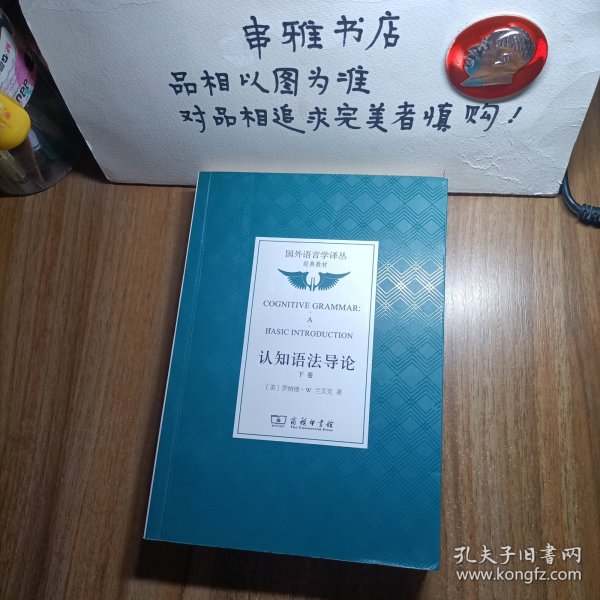 串雅书店
品相以图为准
对品相追求完美者慎购!
国外语言学译丛
经典教材
COGNITIVE GRAMMAR:
A
BASIC INTRODUCTION
认知语法导论
下卷
〔美〕罗纳德·W. 兰艾克 著
商务印书馆
The Commercial Press
孔夫子旧书网
www.kongfz.com